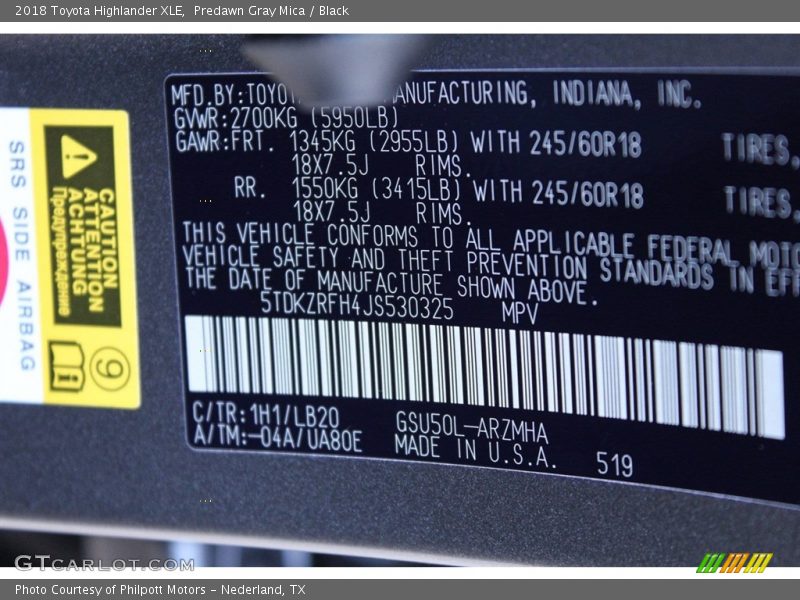 2018 Toyota Highlander XLE, Predawn Gray Mica / Black
SRS SIDE AIRBAG
CAUTION
ATTENTION
ACHTUNG
Предупреждение
MFD.BY:TOYO ANUFACTURING, INDIANA, INC.
GVWR:2700KG (5950LB)
GAWR:FRT. 1345KG (2955LB) WITH 245/60R18 TIRES,
18X7.5J RIMS.
RR. 1550KG (3415LB) WITH 245/60R18 TIRES,
18X7.5J RIMS.
THIS VEHICLE CONFORMS TO ALL APPLICABLE FEDERAL MOTO
VEHICLE SAFETY AND THEFT PREVENTION STANDARDS IN EFF
THE DATE OF MANUFACTURE SHOWN ABOVE.
5TDKZRFH4JS530325 MPV
C/TR:1H1/LB20 GSU50L-ARZMHA
A/TM:-04A/UA80E MADE IN U.S.A. 519
GTCARLOT.COM
Photo Courtesy of Philpott Motors - Nederland, TX